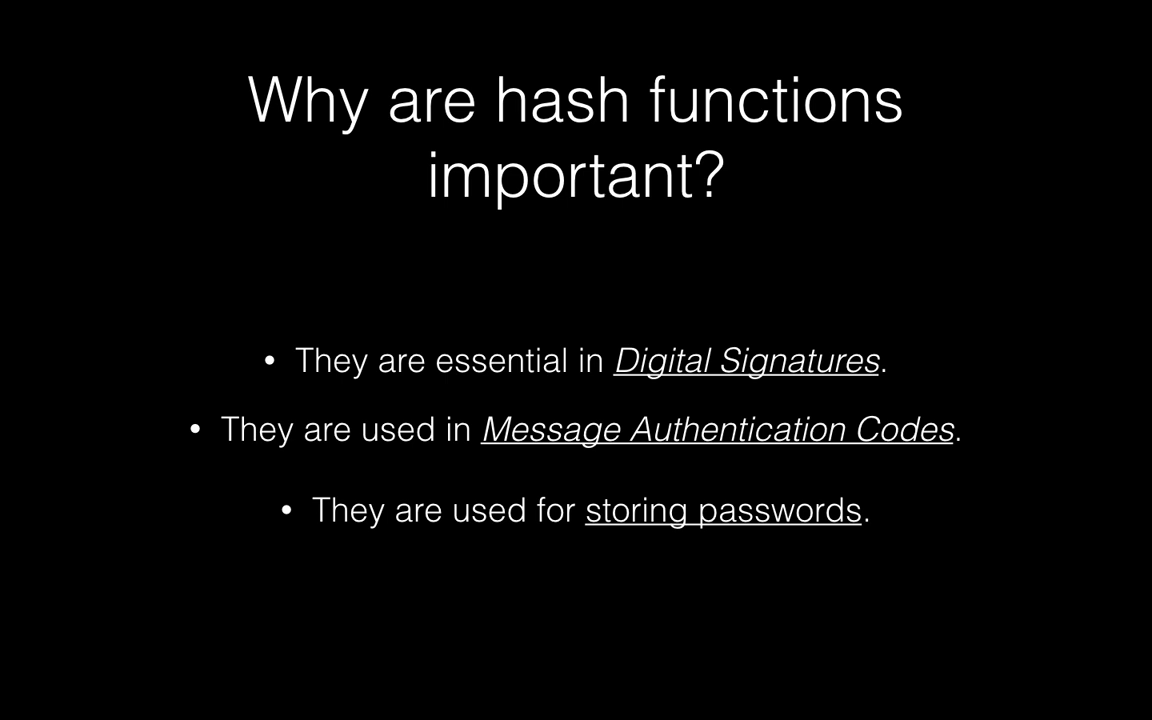 Why are hash functions
important?
• They are essential in Digital Signatures.
• They are used in Message Authentication Codes.
• They are used for storing passwords.